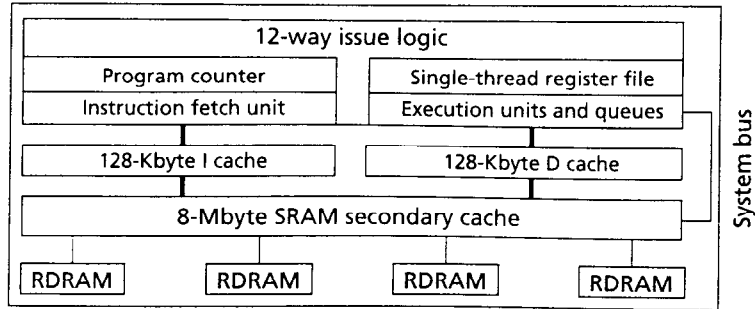 12-way issue logic
Program counter
Single-thread register file
Instruction fetch unit
Execution units and queues
128-Kbyte I cache
128-Kbyte D cache
8-Mbyte SRAM secondary cache
RDRAM
RDRAM
RDRAM
RDRAM
System bus